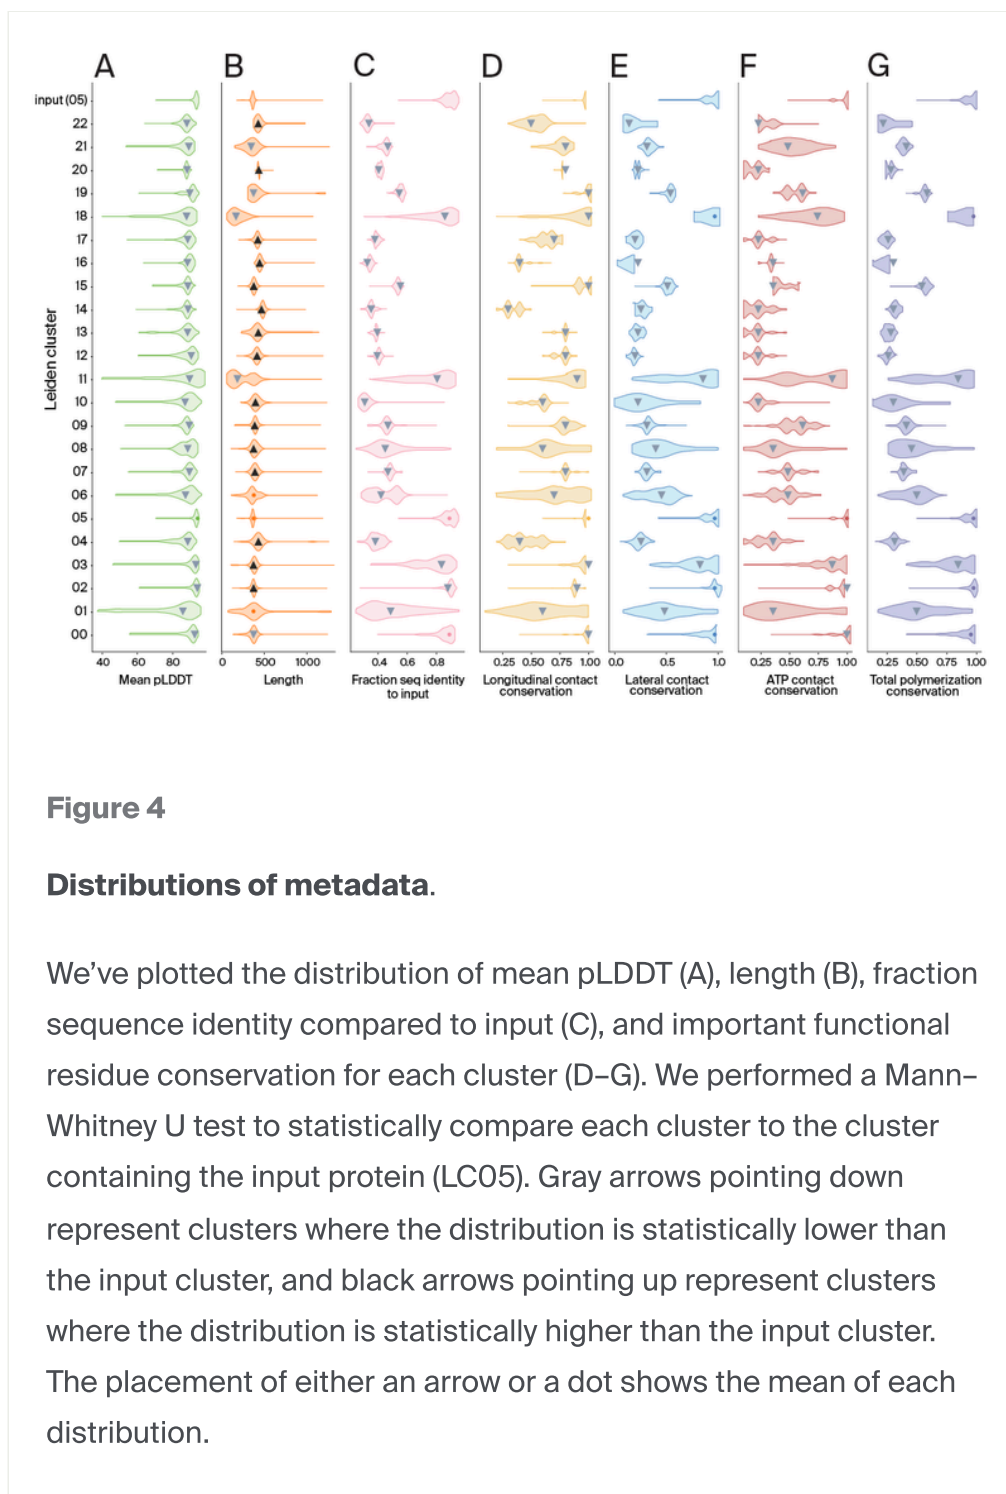 A B C D E F G
input (05)
22
21
20
19
18
17
16
15
14
13
12
11
10
09
08
07
06
05
04
03
02
01
00
Leiden cluster
40 60 80
0 500 1000
0.4 0.6 0.8
0.25 0.50 0.75 1.00
0.0 0.5 1.0
0.25 0.50 0.75 1.00
0.25 0.50 0.75 1.00
Mean pLDDT
Length
Fraction seq identity
to input
Longitudinal contact
conservation
Lateral contact
conservation
ATP contact
conservation
Total polymerization
conservation
Figure 4
Distributions of metadata.
We’ve plotted the distribution of mean pLDDT (A), length (B), fraction
sequence identity compared to input (C), and important functional
residue conservation for each cluster (D–G). We performed a Mann–
Whitney U test to statistically compare each cluster to the cluster
containing the input protein (LC05). Gray arrows pointing down
represent clusters where the distribution is statistically lower than
the input cluster, and black arrows pointing up represent clusters
where the distribution is statistically higher than the input cluster.
The placement of either an arrow or a dot shows the mean of each
distribution.